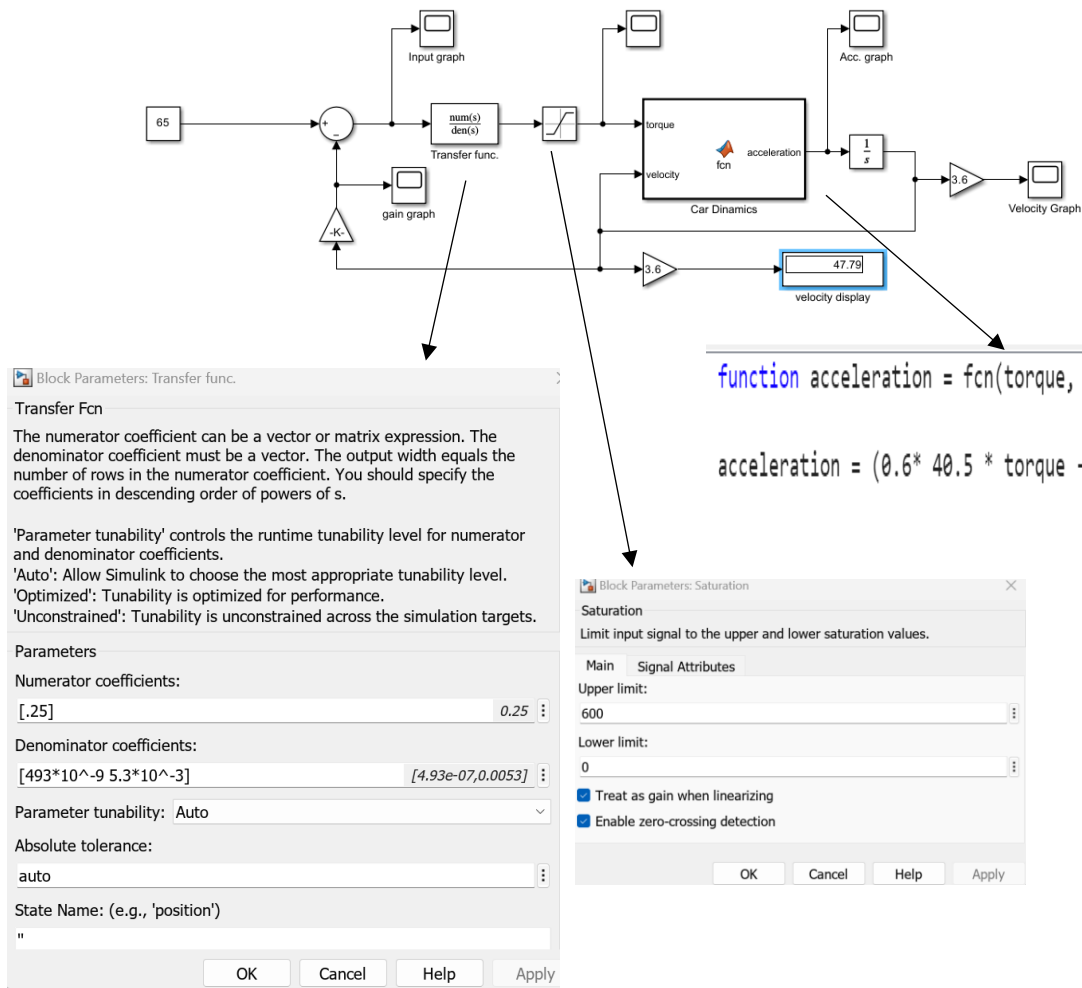 Input graph
Acc. graph
65
+
−
num(s)
den(s)
Transfer func.
torque
velocity
fcn
acceleration
Car Dinamics
1
s
3.6
Velocity Graph
gain graph
-K-
3.6
47.79
velocity display
function acceleration = fcn(torque,
acceleration = (0.6* 40.5 * torque -
Block Parameters: Transfer func.
Transfer Fcn
The numerator coefficient can be a vector or matrix expression. The
denominator coefficient must be a vector. The output width equals the
number of rows in the numerator coefficient. You should specify the
coefficients in descending order of powers of s.
'Parameter tunability' controls the runtime tunability level for numerator
and denominator coefficients.
'Auto': Allow Simulink to choose the most appropriate tunability level.
'Optimized': Tunability is optimized for performance.
'Unconstrained': Tunability is unconstrained across the simulation targets.
Parameters
Numerator coefficients:
[.25] 0.25
Denominator coefficients:
[493*10^-9 5.3*10^-3] [4.93e-07,0.0053]
Parameter tunability: Auto
Absolute tolerance:
auto
State Name: (e.g., 'position')
''
OK Cancel Help Apply
Block Parameters: Saturation
Saturation
Limit input signal to the upper and lower saturation values.
Main Signal Attributes
Upper limit:
600
Lower limit:
0
Treat as gain when linearizing
Enable zero-crossing detection
OK Cancel Help Apply